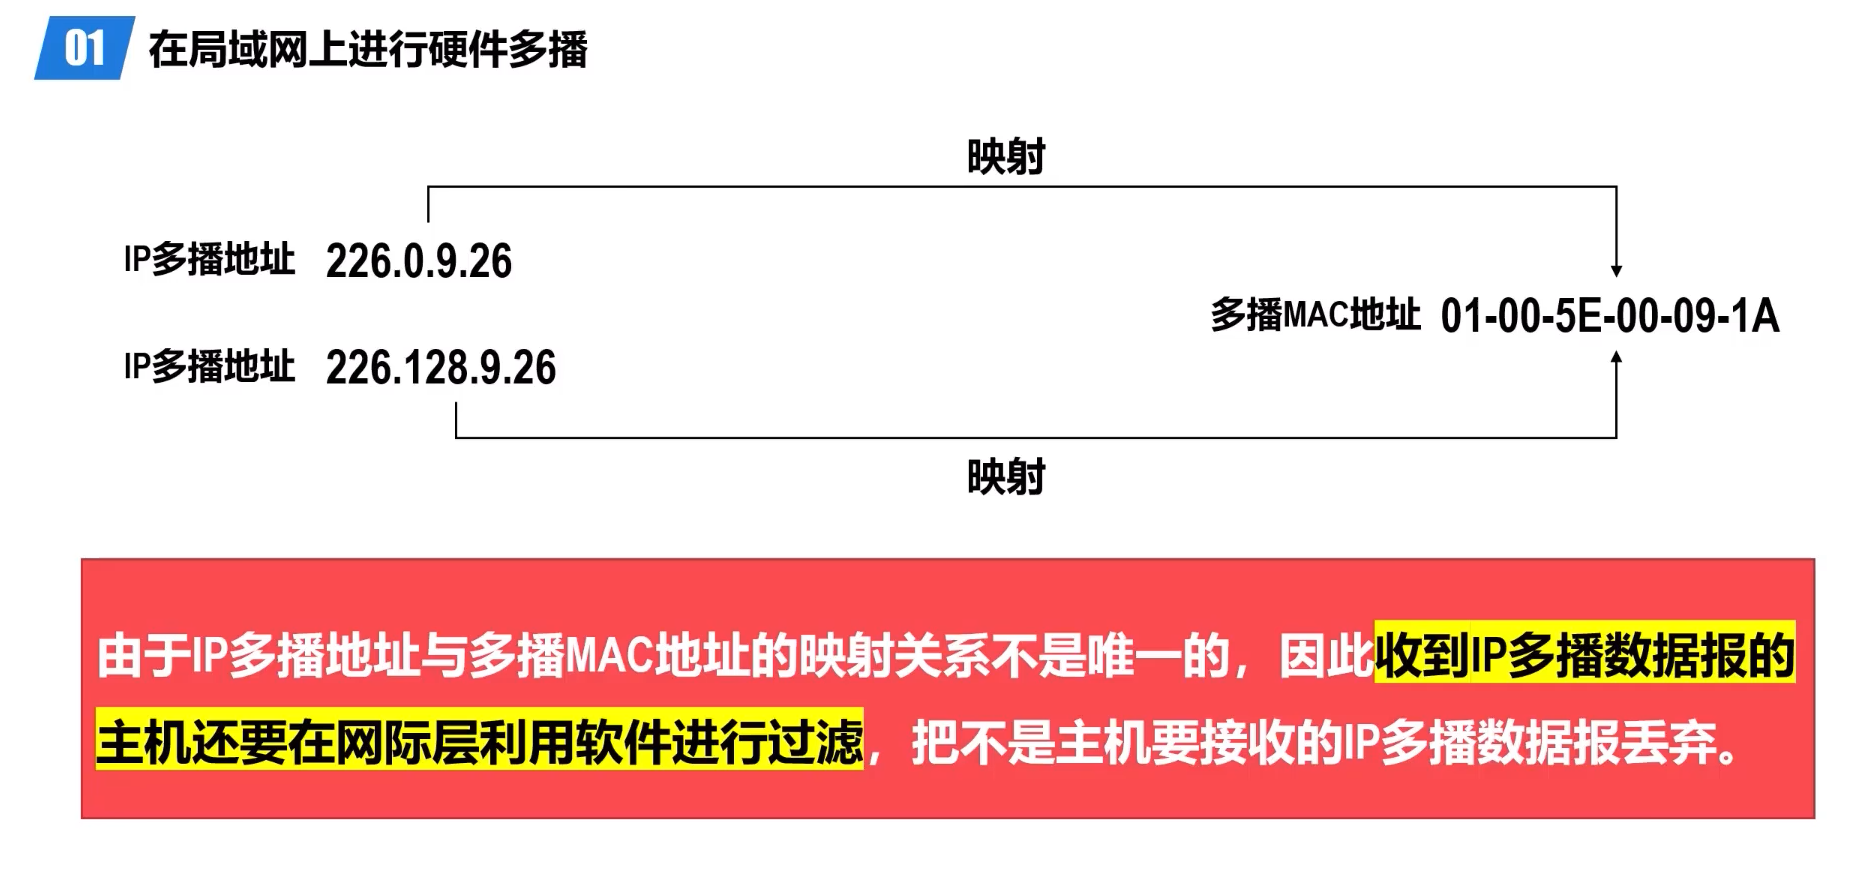 01 在局域网上进行硬件多播
映射
IP多播地址 226.0.9.26
多播MAC地址 01-00-5E-00-09-1A
IP多播地址 226.128.9.26
映射
由于IP多播地址与多播MAC地址的映射关系不是唯一的，因此收到IP多播数据报的
主机还要在网际层利用软件进行过滤，把不是主机要接收的IP多播数据报丢弃。